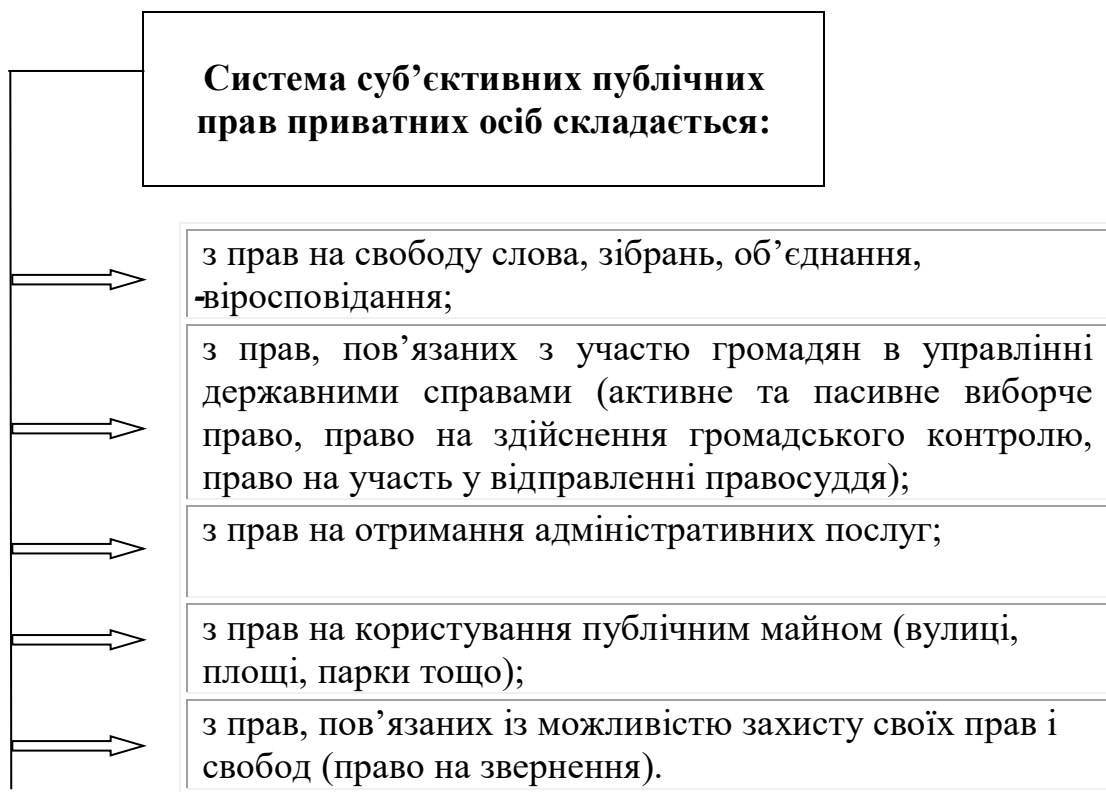 Система суб’єктивних публічних
прав приватних осіб складається:
з прав на свободу слова, зібрань, об’єднання,
-віросповідання;
з прав, пов’язаних з участю громадян в управлінні
державними справами (активне та пасивне виборче
право, право на здійснення громадського контролю,
право на участь у відправленні правосуддя);
з прав на отримання адміністративних послуг;
з прав на користування публічним майном (вулиці,
площі, парки тощо);
з прав, пов’язаних із можливістю захисту своїх прав і
свобод (право на звернення).